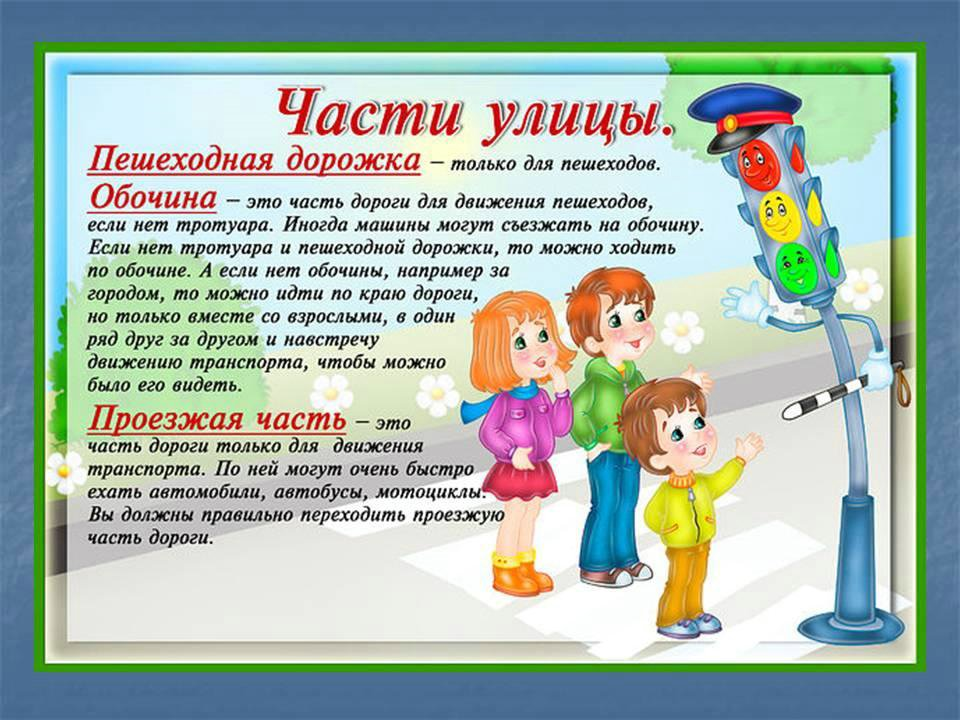 Части улицы.
Пешеходная дорожка – только для пешеходов.
Обочина – это часть дороги для движения пешеходов,
если нет тротуара. Иногда машины могут съезжать на обочину.
Если нет тротуара и пешеходной дорожки, то можно ходить
по обочине. А если нет обочины, например за
городом, то можно идти по краю дороги,
но только вместе со взрослыми, в один
ряд друг за другом и навстречу
движению транспорта, чтобы можно
было его видеть.
Проезжая часть – это
часть дороги только для движения
транспорта. По ней могут очень быстро
ехать автомобили, автобусы, мотоциклы.
Вы должны правильно переходить проезжую
часть дороги.